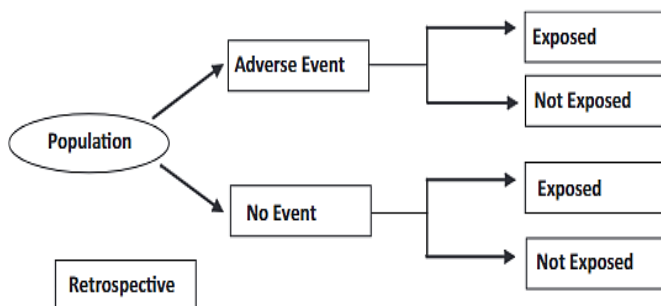 Exposed
Adverse Event
Not Exposed
Population
Exposed
No Event
Not Exposed
Retrospective